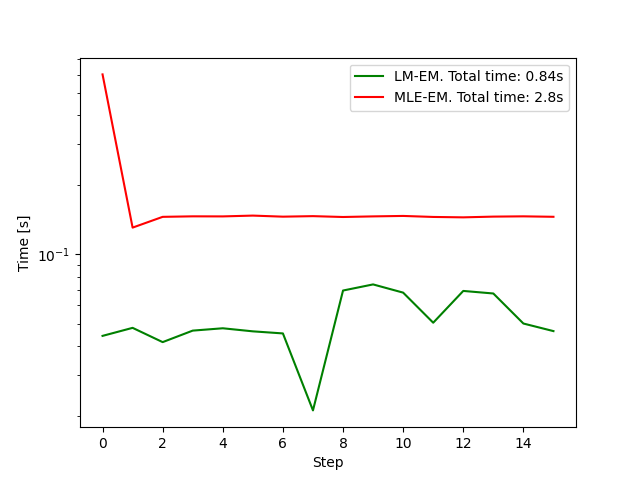 LM-EM. Total time: 0.84s
MLE-EM. Total time: 2.8s
Time [s]
10⁻¹
0 2 4 6 8 10 12 14
Step